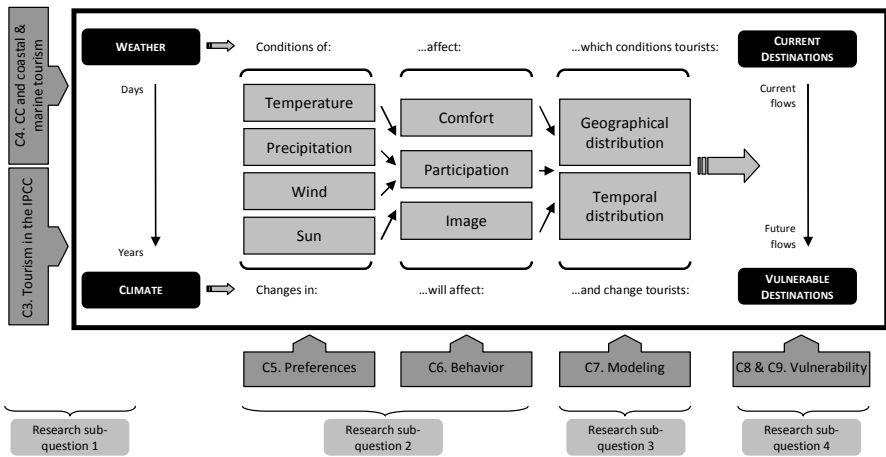 C4. CC and coastal &
marine tourism
C3. Tourism in the IPCC
WEATHER
Conditions of:
...affect:
...which conditions tourists:
CURRENT
DESTINATIONS
Days
Years
Temperature
Precipitation
Wind
Sun
Comfort
Participation
Image
Geographical
distribution
Temporal
distribution
Current
flows
Future
flows
CLIMATE
Changes in:
...will affect:
...and change tourists:
VULNERABLE
DESTINATIONS
C5. Preferences
C6. Behavior
C7. Modeling
C8 & C9. Vulnerability
Research sub-
question 1
Research sub-
question 2
Research sub-
question 3
Research sub-
question 4